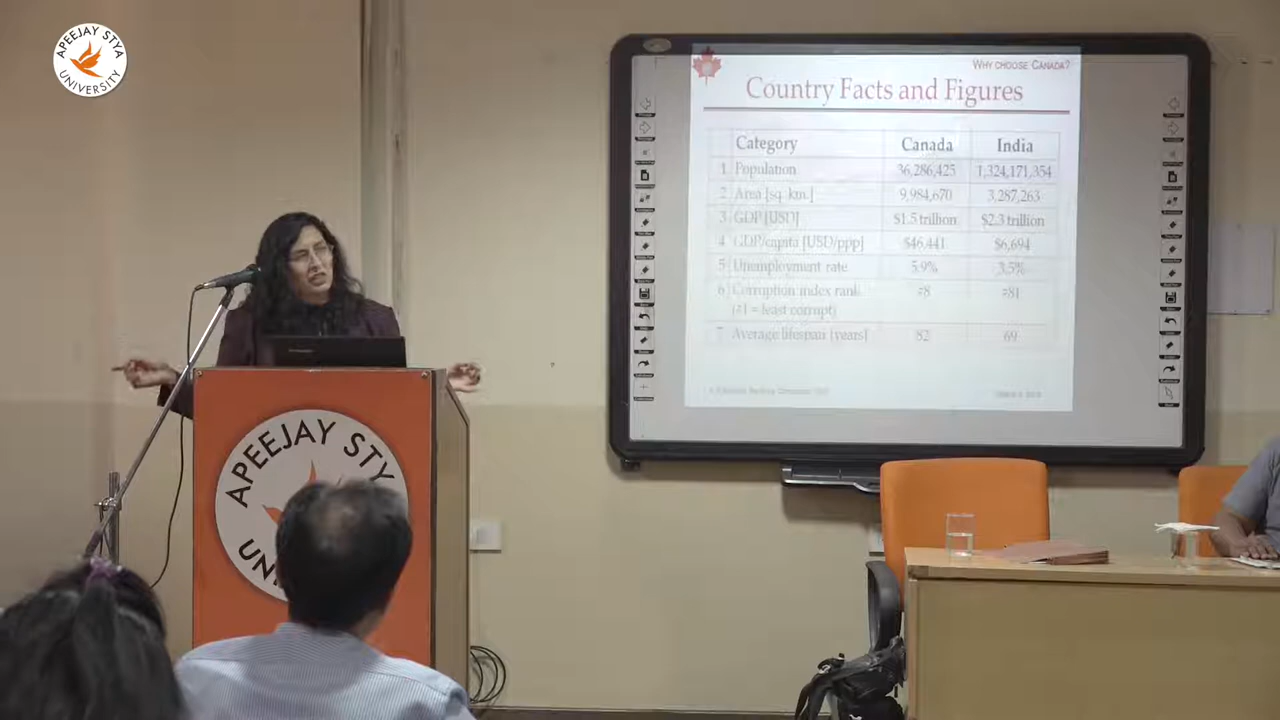 APEEJAY STYA
UNIVERSITY
WHY CHOOSE CANADA?
Country Facts and Figures
Category Canada India
1 Population 36,286,425 1,324,171,354
2 Area [sq. km.] 9,984,670 3,287,263
3 GDP [USD] $1.5 trillion $2.3 trillion
4 GDP/capita [USD/ppp] $46,441 $6,694
5 Unemployment rate 5.9% 3.5%
6 Corruption index rank #8 #81
(#1 = least corrupt)
7 Average lifespan [years] 82 69
APEEJAY STY
UNI